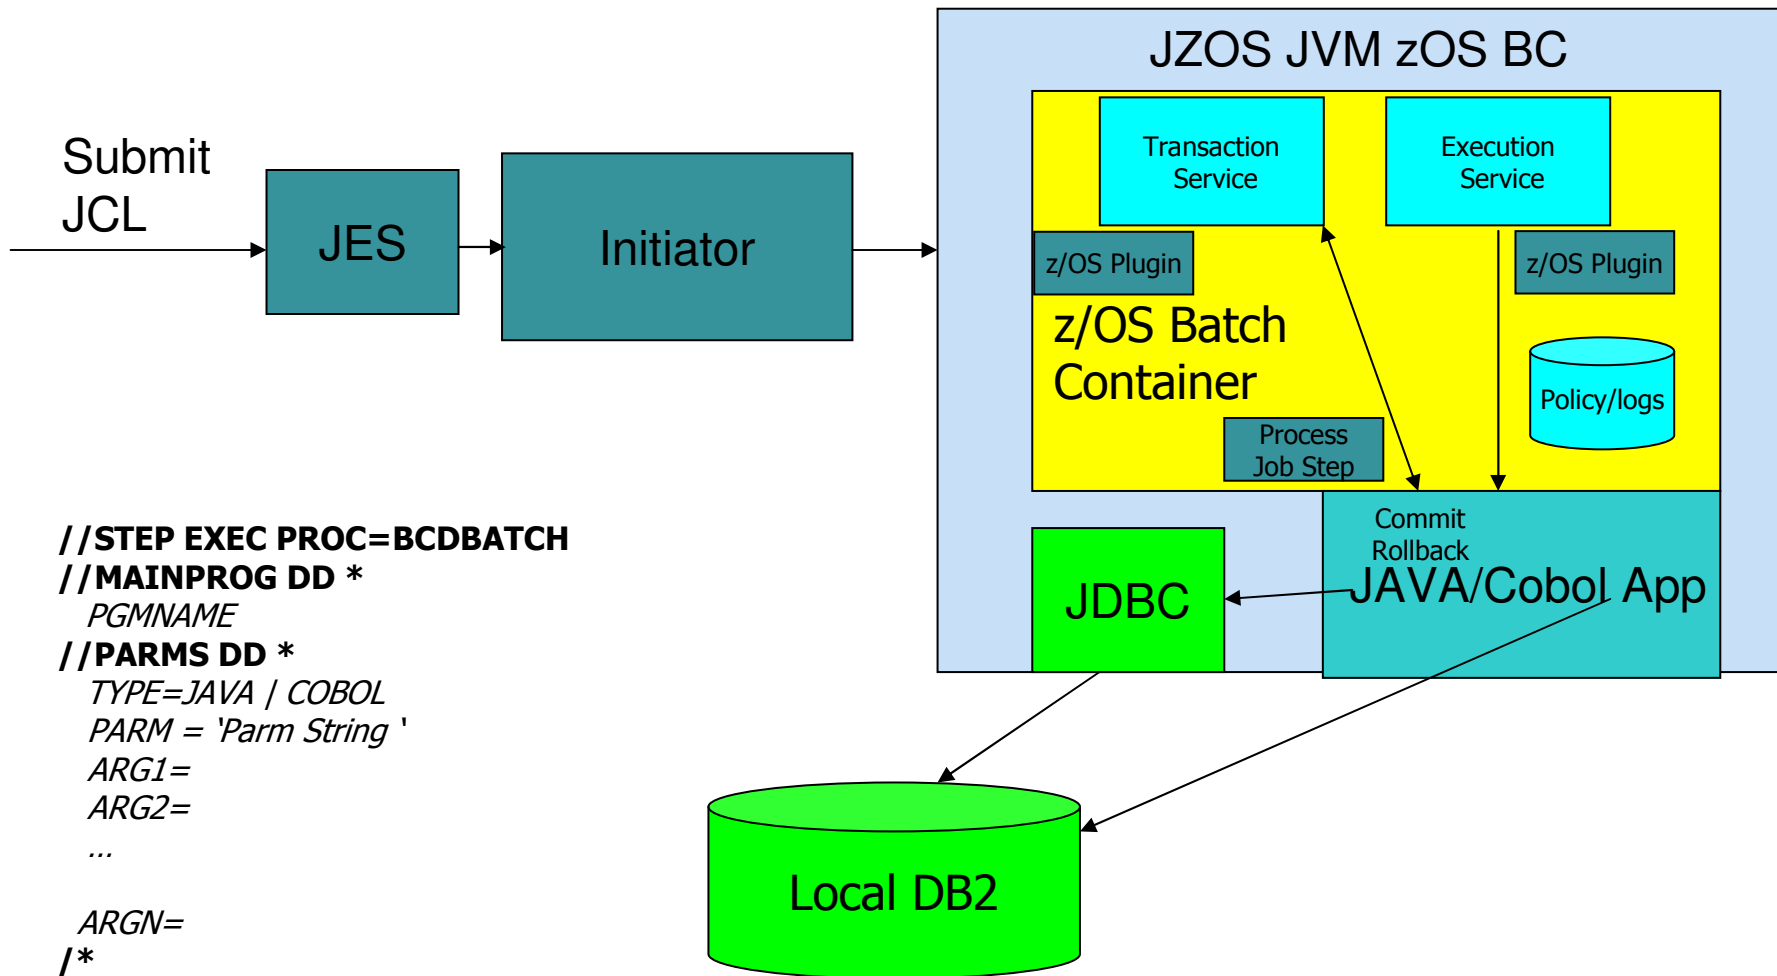 JZOS JVM zOS BC
Transaction
Service
Execution
Service
Submit
JCL
JES
Initiator
z/OS Plugin
z/OS Plugin
z/OS Batch
Container
Policy/logs
Process
Job Step
Commit
Rollback
JAVA/Cobol App
JDBC
Local DB2
//STEP EXEC PROC=BCDBATCH
//MAINPROG DD *
PGMNAME
//PARMS DD *
TYPE=JAVA | COBOL
PARM = ‘Parm String ‘
ARG1=
ARG2=
…
ARGN=
/*